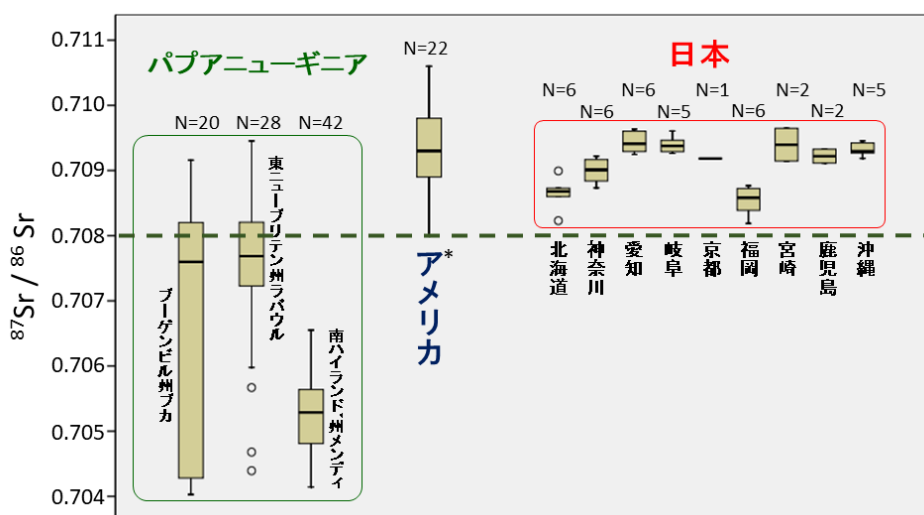 0.711
0.710
0.709
0.708
0.707
0.706
0.705
0.704
87Sr / 86 Sr
パプアニューギニア
N=20
N=28
N=42
ブーゲンビル州ブカ
東ニューブリテン州ラバウル
南ハイランド、州メンディ
N=22
アメリカ*
日本
N=6
N=6
N=6
N=5
N=1
N=6
N=2
N=2
N=5
北海道
神奈川
愛知
岐阜
京都
福岡
宮崎
鹿児島
沖縄